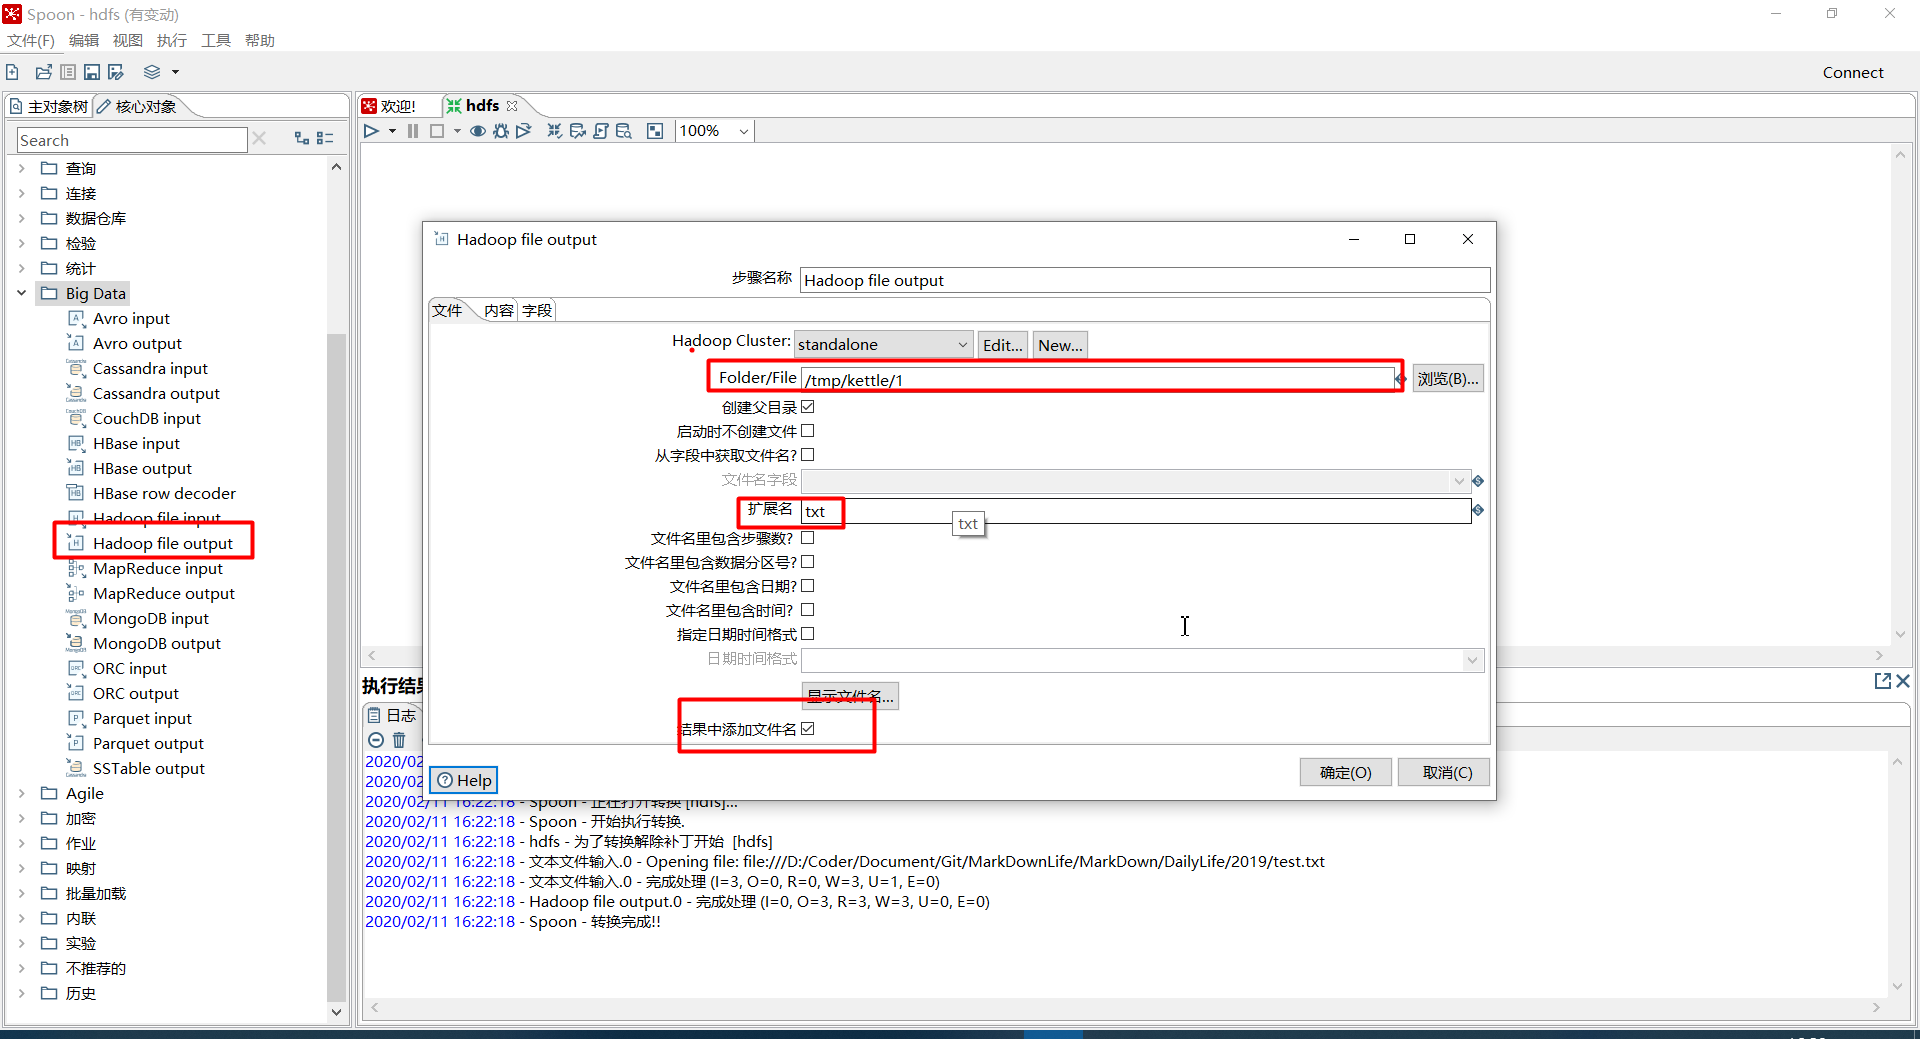 Spoon - hdfs (有变动)
文件(F) 编辑 视图 执行 工具 帮助
Connect
主对象树 核心对象
Search
查询
连接
数据仓库
检验
统计
Big Data
Avro input
Avro output
Cassandra input
Cassandra output
CouchDB input
HBase input
HBase output
HBase row decoder
Hadoop file input
Hadoop file output
MapReduce input
MapReduce output
MongoDB input
MongoDB output
ORC input
ORC output
Parquet input
Parquet output
SSTable output
Agile
加密
作业
映射
批量加载
内联
实验
不推荐的
历史
欢迎! hdfs
100%
Hadoop file output
步骤名称 Hadoop file output
文件 内容 字段
Hadoop Cluster: standalone Edit... New...
Folder/File /tmp/kettle/1 浏览(B)...
创建父目录
启动时不创建文件
从字段中获取文件名?
文件名字段
扩展名 txt
txt
文件名里包含步骤数?
文件名里包含数据分区号?
文件名里包含日期?
文件名里包含时间?
指定日期时间格式
日期时间格式
显示文件名...
结果中添加文件名
Help 确定(O) 取消(C)
执行结果
日志
2020/02
2020/02
2020/02/11 16:22:18 - Spoon - 正在打开转换 [hdfs]...
2020/02/11 16:22:18 - Spoon - 开始执行转换.
2020/02/11 16:22:18 - hdfs - 为了转换解除补丁开始 [hdfs]
2020/02/11 16:22:18 - 文本文件输入.0 - Opening file: file:///D:/Coder/Document/Git/MarkDownLife/MarkDown/DailyLife/2019/test.txt
2020/02/11 16:22:18 - 文本文件输入.0 - 完成处理 (I=3, O=0, R=0, W=3, U=1, E=0)
2020/02/11 16:22:18 - Hadoop file output.0 - 完成处理 (I=0, O=3, R=3, W=3, U=0, E=0)
2020/02/11 16:22:18 - Spoon - 转换完成!!